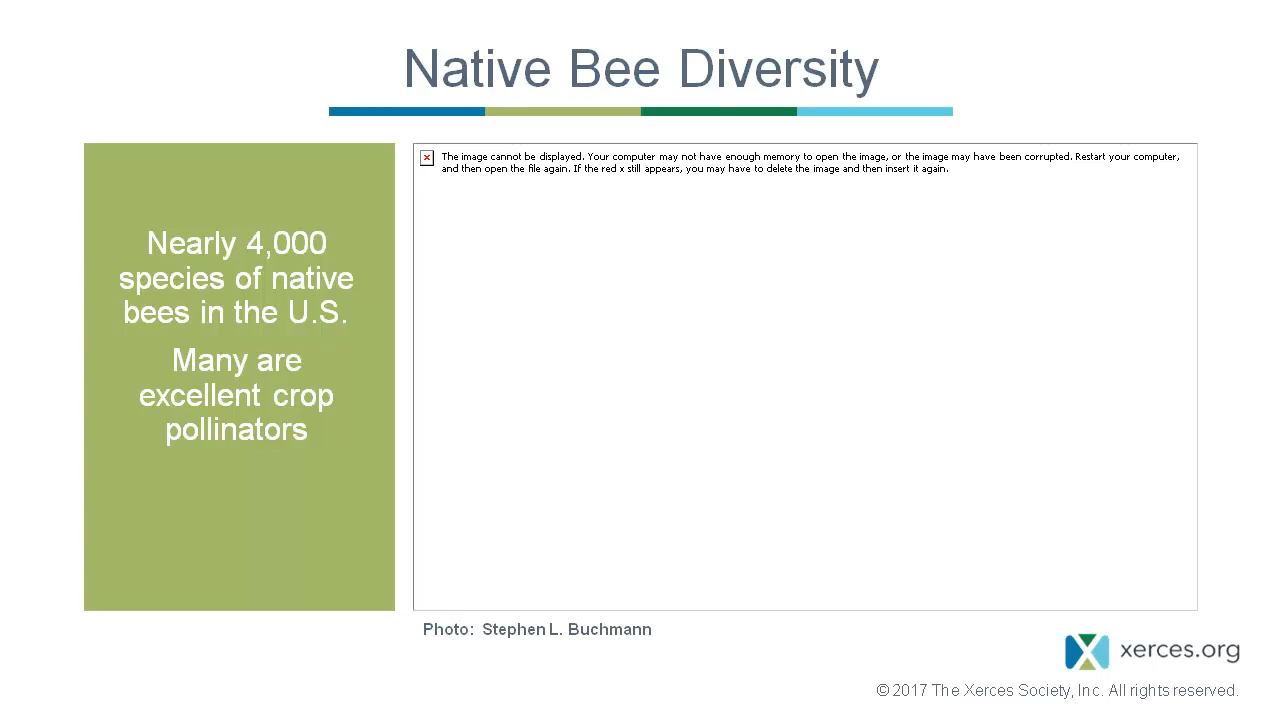 Native Bee Diversity
Nearly 4,000
species of native
bees in the U.S.
Many are
excellent crop
pollinators
The image cannot be displayed. Your computer may not have enough memory to open the image, or the image may have been corrupted. Restart your computer,
and then open the file again. If the red x still appears, you may have to delete the image and then insert it again.
Photo: Stephen L. Buchmann
xerces.org
© 2017 The Xerces Society, Inc. All rights reserved.